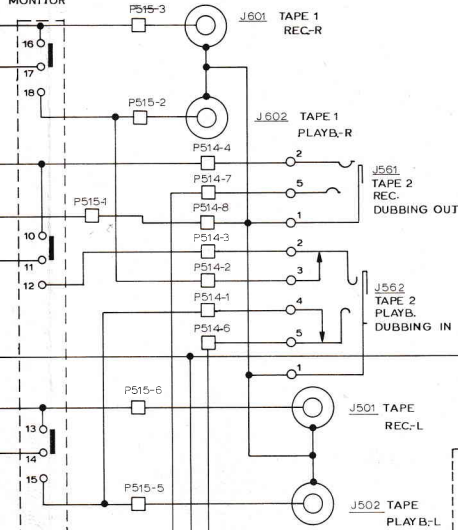 MONITOR
P515-3
J601 TAPE 1
REC.-R
16
17
18
P515-2
J602 TAPE 1
PLAYB.-R
P514-4
2
J561
TAPE 2
REC.
DUBBING OUT
P514-7
5
P515-1
P514-8
1
10
11
12
P514-3
2
P514-2
3
J562
TAPE 2
PLAYB.
DUBBING IN
P514-1
4
P514-6
5
1
P515-6
J501 TAPE
REC.-L
13
14
15
P515-5
J502 TAPE
PLAYB.-L